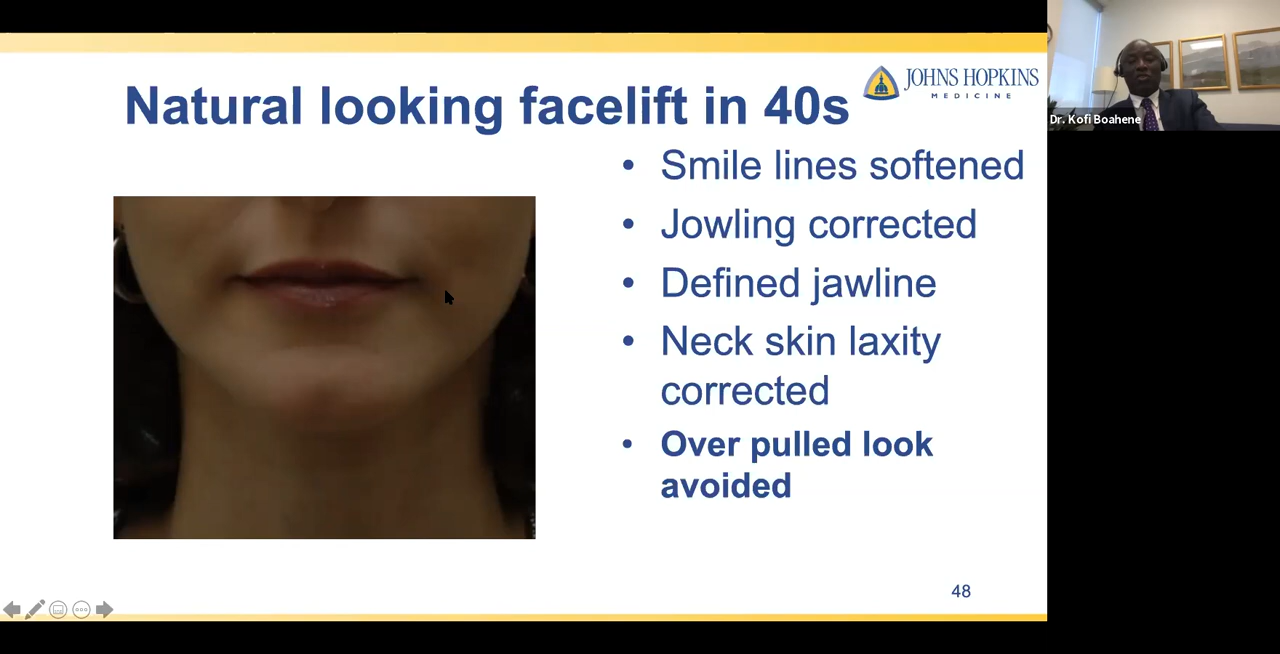 Natural looking facelift in 40s
JOHNS HOPKINS
MEDICINE
Dr. Kofi Boahene
• Smile lines softened
• Jowling corrected
• Defined jawline
• Neck skin laxity
corrected
• Over pulled look
avoided
48